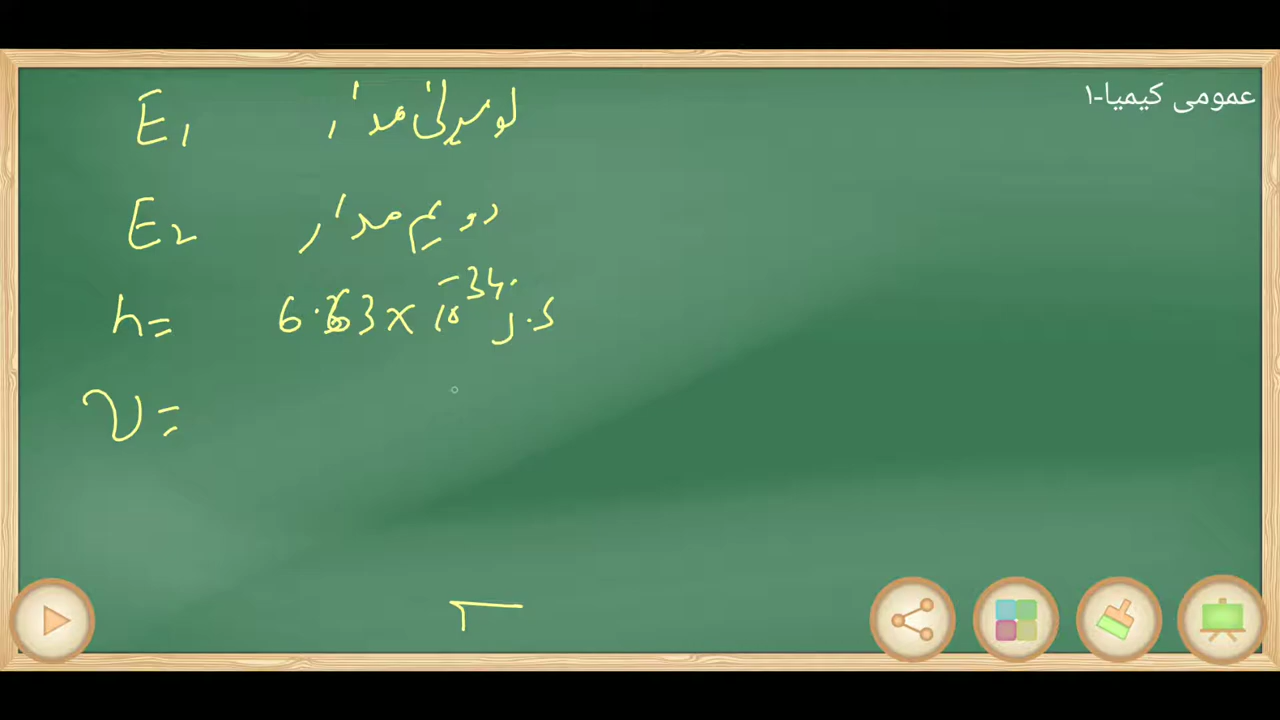 عمومی کیمیا-۱
E₁ لومړنی مدار
E₂ دویم مدار
h= 6.63 × 10⁻³⁴ J.S
ν=